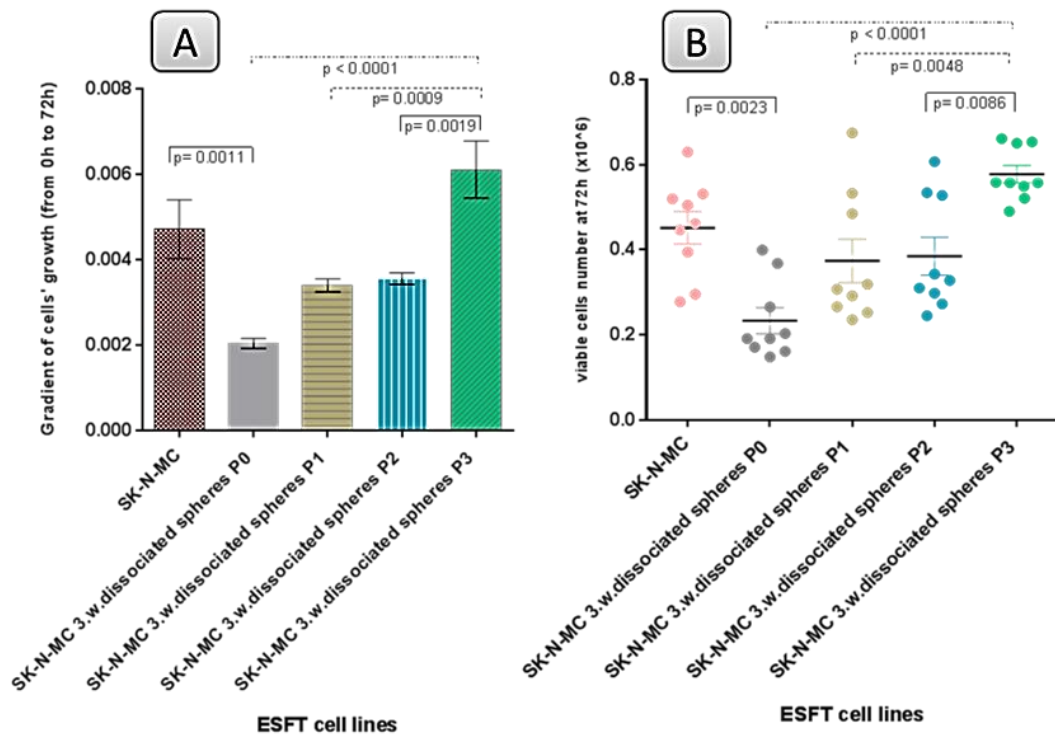 A
p < 0.0001
p= 0.0009
p= 0.0019
p= 0.0011
Gradient of cells' growth (from 0h to 72h)
0.008
0.006
0.004
0.002
0.000
SK-N-MC
SK-N-MC 3.w.dissociated spheres P0
SK-N-MC 3.w.dissociated spheres P1
SK-N-MC 3.w.dissociated spheres P2
SK-N-MC 3.w.dissociated spheres P3
ESFT cell lines
B
p < 0.0001
p= 0.0048
p= 0.0086
p= 0.0023
viable cells number at 72h (x10^6)
0.8
0.6
0.4
0.2
0.0
SK-N-MC
SK-N-MC 3.w.dissociated spheres P0
SK-N-MC 3.w.dissociated spheres P1
SK-N-MC 3.w.dissociated spheres P2
SK-N-MC 3.w.dissociated spheres P3
ESFT cell lines